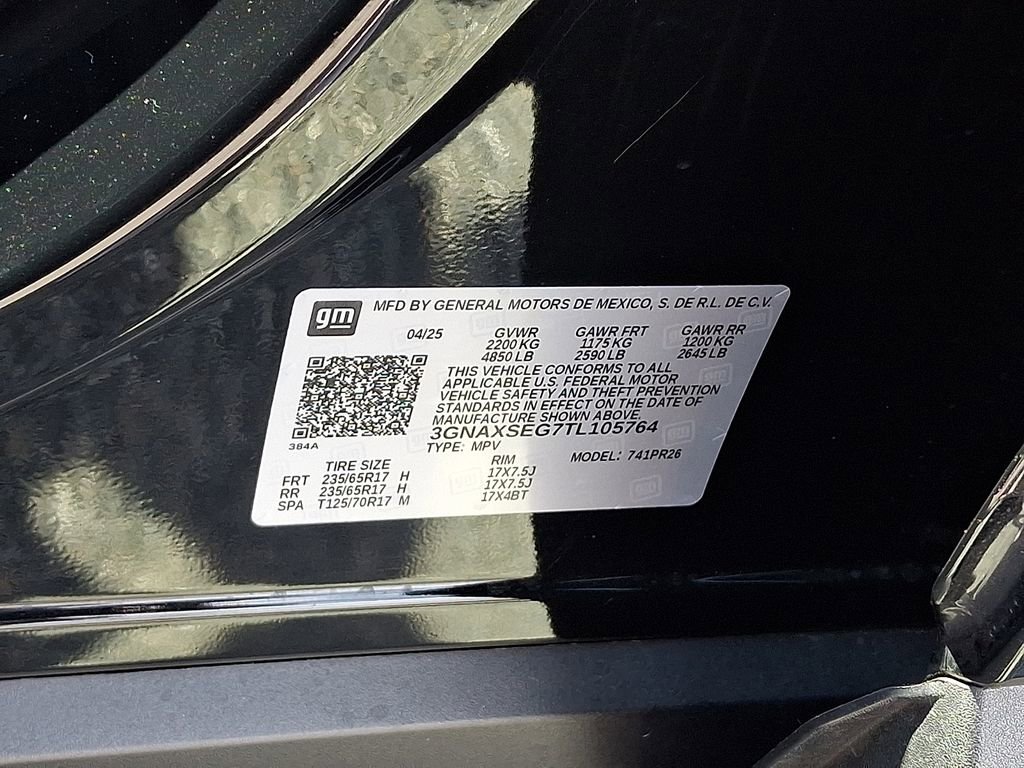 gm
MFD BY GENERAL MOTORS DE MEXICO, S. DE R.L. DE C.V.
04/25 GVWR GAWR FRT GAWR RR
2200 KG 1175 KG 1200 KG
4850 LB 2590 LB 2645 LB
THIS VEHICLE CONFORMS TO ALL
APPLICABLE U.S. FEDERAL MOTOR
VEHICLE SAFETY AND THEFT PREVENTION
STANDARDS IN EFFECT ON THE DATE OF
MANUFACTURE SHOWN ABOVE.
3GNAXSEG7TL105764
384A
TYPE: MPV MODEL: 741PR26
TIRE SIZE RIM
FRT 235/65R17 H 17X7.5J
RR 235/65R17 H 17X7.5J
SPA T125/70R17 M 17X4BT